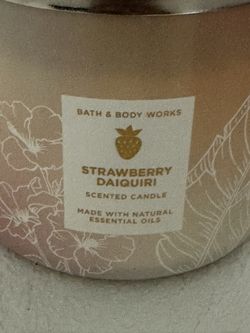 BATH & BODY WORKS
STRAWBERRY
DAIQUIRI
SCENTED CANDLE
MADE WITH NATURAL
ESSENTIAL OILS